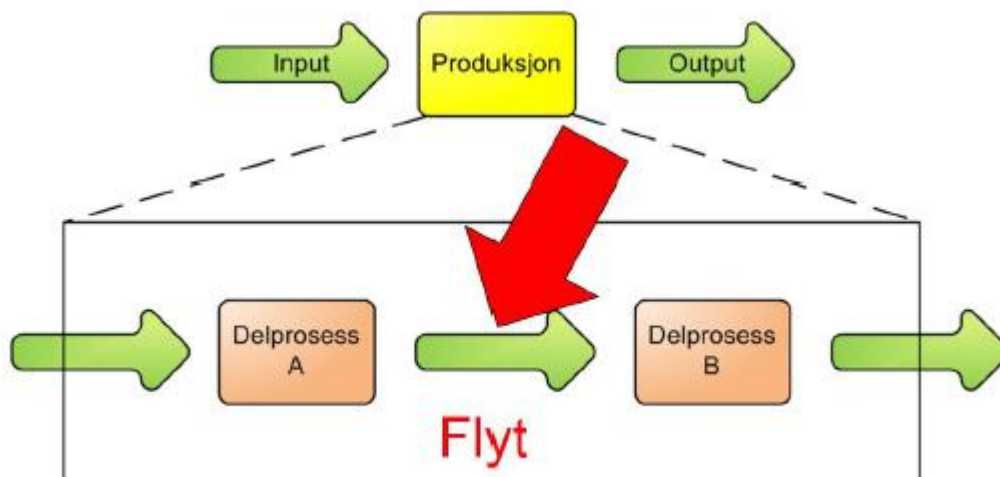 Input
Produksjon
Output
Delprosess
A
Delprosess
B
Flyt